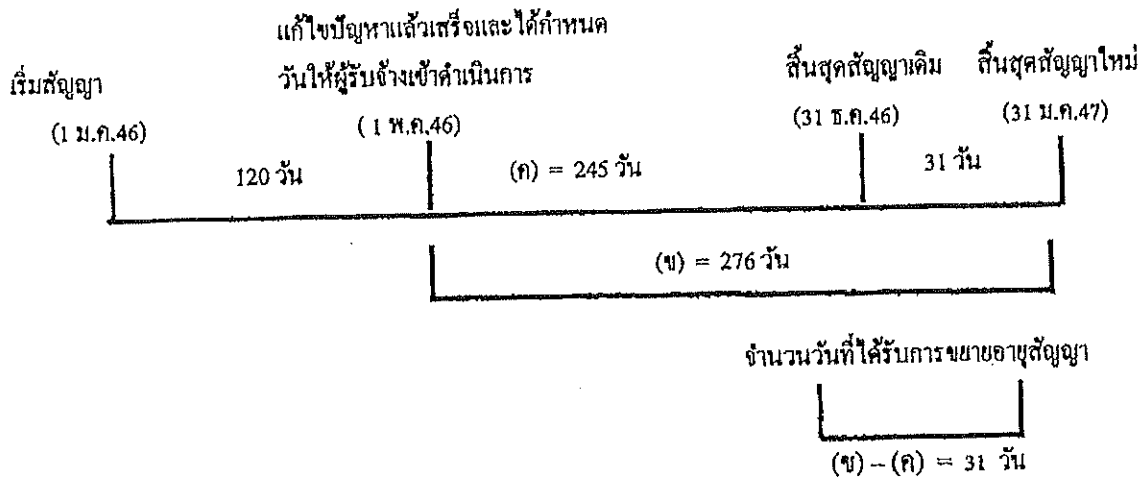 แก้ไขปัญหาแล้วเสร็จและได้กำหนด
วันให้ผู้รับจ้างเข้าดำเนินการ
เริ่มสัญญา
สิ้นสุดสัญญาเดิม
สิ้นสุดสัญญาใหม่
(1 ม.ค.46)
( 1 พ.ค.46)
(31 ธ.ค.46)
(31 ม.ค.47)
120 วัน
(ค) = 245 วัน
31 วัน
(ข) = 276 วัน
จำนวนวันที่ได้รับการขยายอายุสัญญา
(ข) – (ค) = 31 วัน